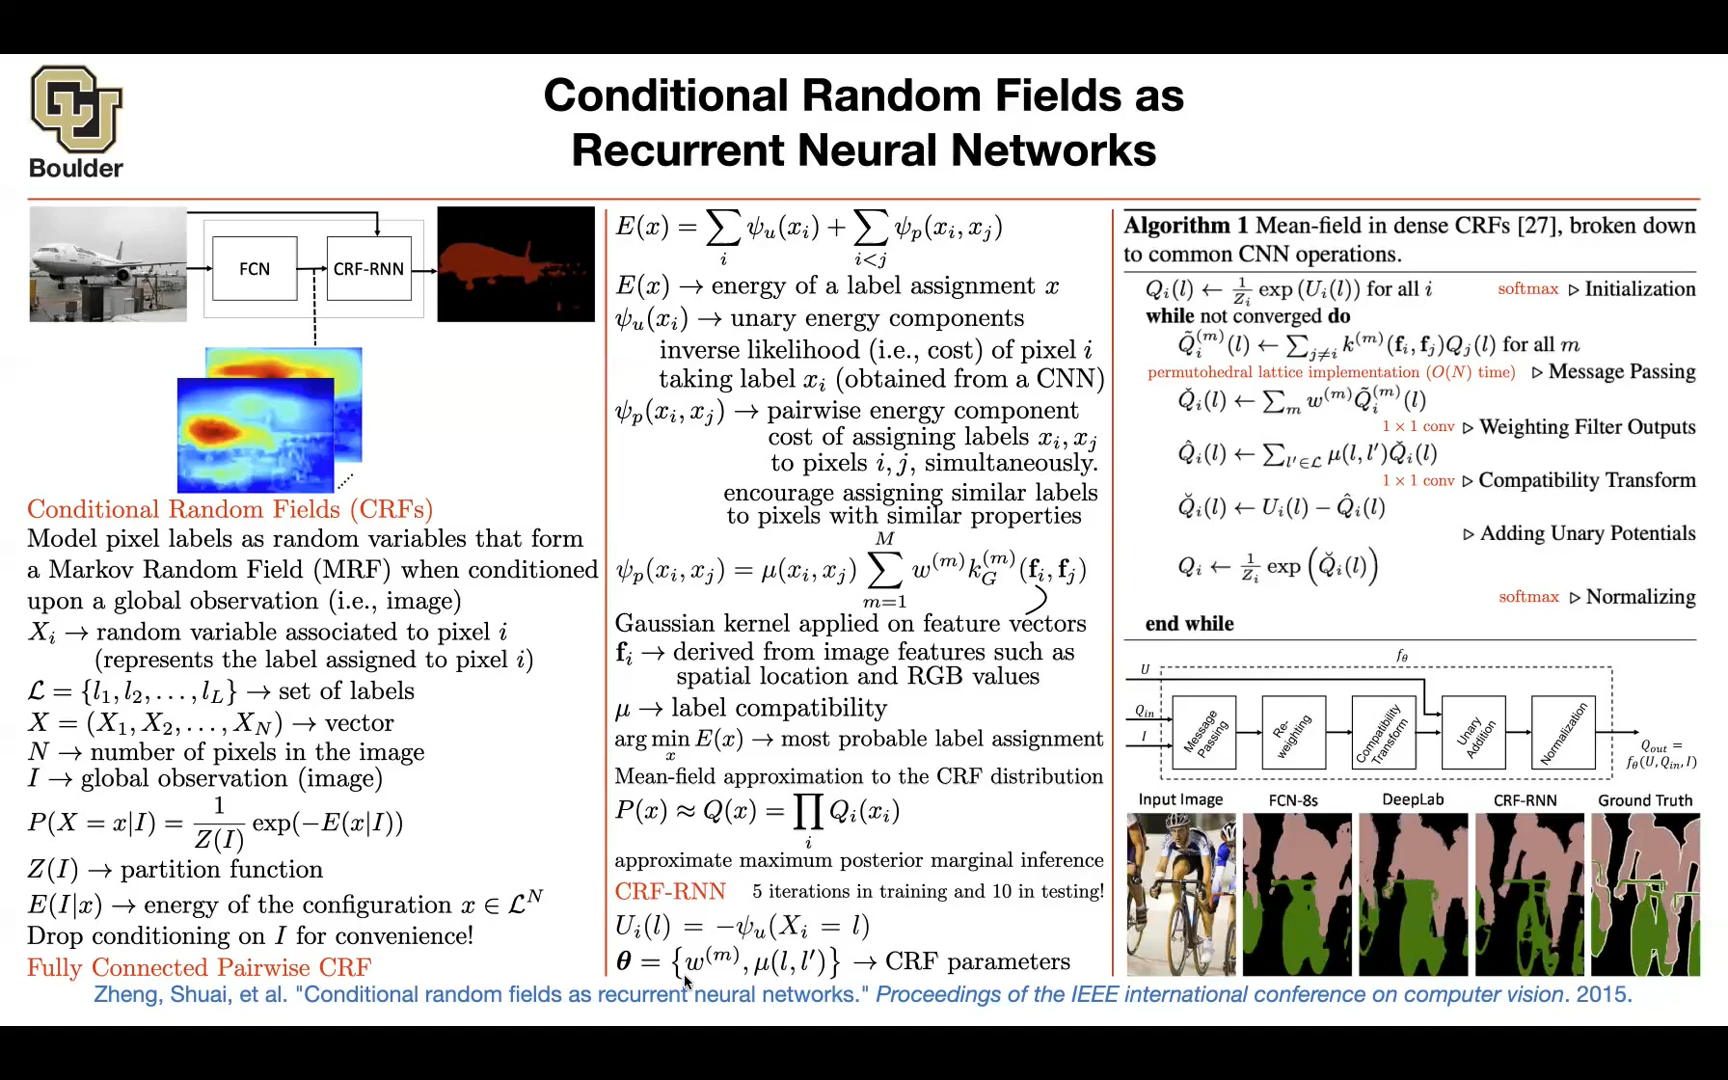 Conditional Random Fields as
Recurrent Neural Networks
CU
Boulder
FCN
CRF-RNN
Conditional Random Fields (CRFs)
Model pixel labels as random variables that form
a Markov Random Field (MRF) when conditioned
upon a global observation (i.e., image)
X_i → random variable associated to pixel i
(represents the label assigned to pixel i)
ℒ = {l_1, l_2, . . . , l_L} → set of labels
X = (X_1, X_2, . . . , X_N) → vector
N → number of pixels in the image
I → global observation (image)
P(X = x|I) = 1/Z(I) exp(−E(x|I))
Z(I) → partition function
E(I|x) → energy of the configuration x ∈ ℒ^N
Drop conditioning on I for convenience!
Fully Connected Pairwise CRF
E(x) = ∑_i ψ_u(x_i) + ∑_{i<j} ψ_p(x_i, x_j)
E(x) → energy of a label assignment x
ψ_u(x_i) → unary energy components
inverse likelihood (i.e., cost) of pixel i
taking label x_i (obtained from a CNN)
ψ_p(x_i, x_j) → pairwise energy component
cost of assigning labels x_i, x_j
to pixels i, j, simultaneously.
encourage assigning similar labels
to pixels with similar properties
ψ_p(x_i, x_j) = μ(x_i, x_j) ∑_{m=1}^{M} w^{(m)} k_G^{(m)}(f_i, f_j)
Gaussian kernel applied on feature vectors
f_i → derived from image features such as
spatial location and RGB values
μ → label compatibility
arg min_x E(x) → most probable label assignment
Mean-field approximation to the CRF distribution
P(x) ≈ Q(x) = ∏_i Q_i(x_i)
approximate maximum posterior marginal inference
CRF-RNN 5 iterations in training and 10 in testing!
U_i(l) = −ψ_u(X_i = l)
θ = {w^{(m)}, μ(l, l')} → CRF parameters
Algorithm 1 Mean-field in dense CRFs [27], broken down
to common CNN operations.
Q_i(l) ← 1/Z_i exp (U_i(l)) for all i softmax ▷ Initialization
while not converged do
Q̃_i^{(m)}(l) ← ∑_{j≠i} k^{(m)}(f_i, f_j)Q_j(l) for all m
permutohedral lattice implementation (O(N) time) ▷ Message Passing
Q̌_i(l) ← ∑_m w^{(m)} Q̃_i^{(m)}(l)
1 × 1 conv ▷ Weighting Filter Outputs
Q̂_i(l) ← ∑_{l'∈ℒ} μ(l, l')Q̌_i(l)
1 × 1 conv ▷ Compatibility Transform
Q̆_i(l) ← U_i(l) − Q̂_i(l)
▷ Adding Unary Potentials
Q_i ← 1/Z_i exp (Q̆_i(l))
softmax ▷ Normalizing
end while
f_θ
U
Q_in
I
Message Passing
Re-weighting
Compatibility Transform
Unary Addition
Normalization
Q_out =
f_θ(U, Q_in, I)
Input Image FCN-8s DeepLab CRF-RNN Ground Truth
Zheng, Shuai, et al. "Conditional random fields as recurrent neural networks." Proceedings of the IEEE international conference on computer vision. 2015.